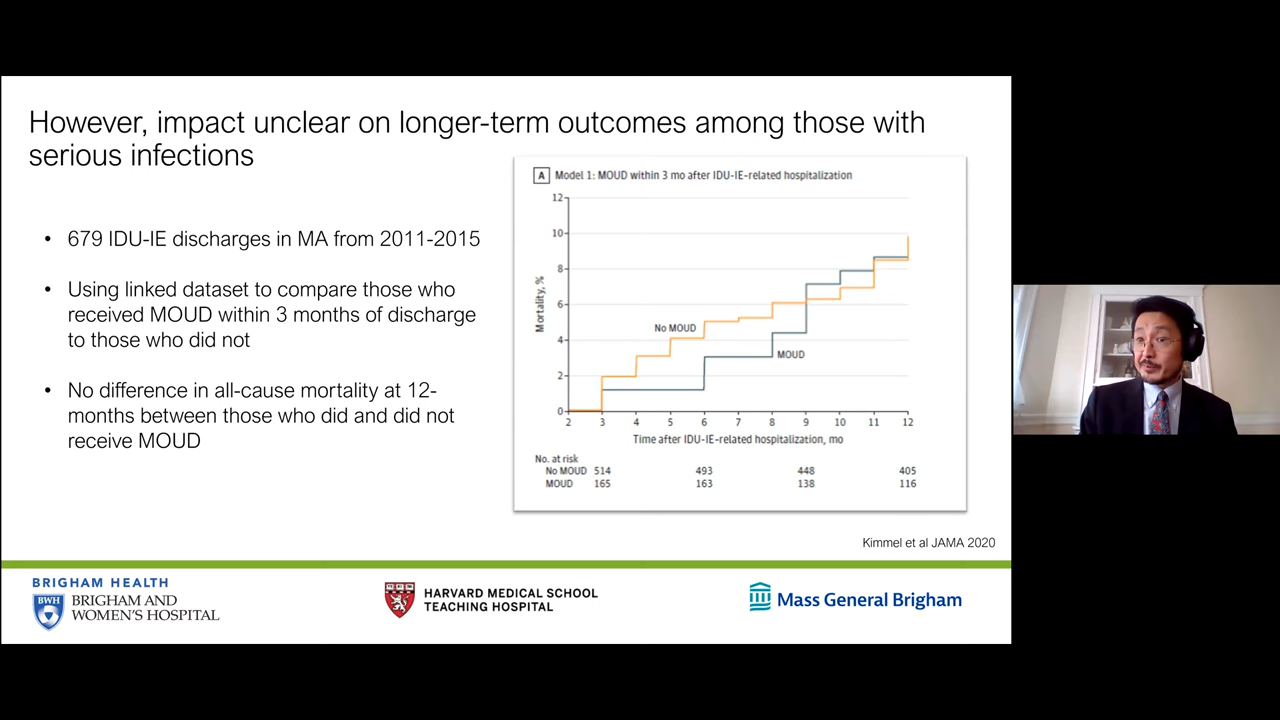 However, impact unclear on longer-term outcomes among those with
serious infections
• 679 IDU-IE discharges in MA from 2011-2015
• Using linked dataset to compare those who
received MOUD within 3 months of discharge
to those who did not
• No difference in all-cause mortality at 12-
months between those who did and did not
receive MOUD
A Model 1: MOUD within 3 mo after IDU-IE-related hospitalization
Mortality, %
12
10
8
6
4
2
0
No MOUD
MOUD
2 3 4 5 6 7 8 9 10 11 12
Time after IDU-IE-related hospitalization, mo
No. at risk
No MOUD 514 493 448 405
MOUD 165 163 138 116
Kimmel et al JAMA 2020
BRIGHAM HEALTH
BWH
BRIGHAM AND
WOMEN'S HOSPITAL
HARVARD MEDICAL SCHOOL
TEACHING HOSPITAL
Mass General Brigham